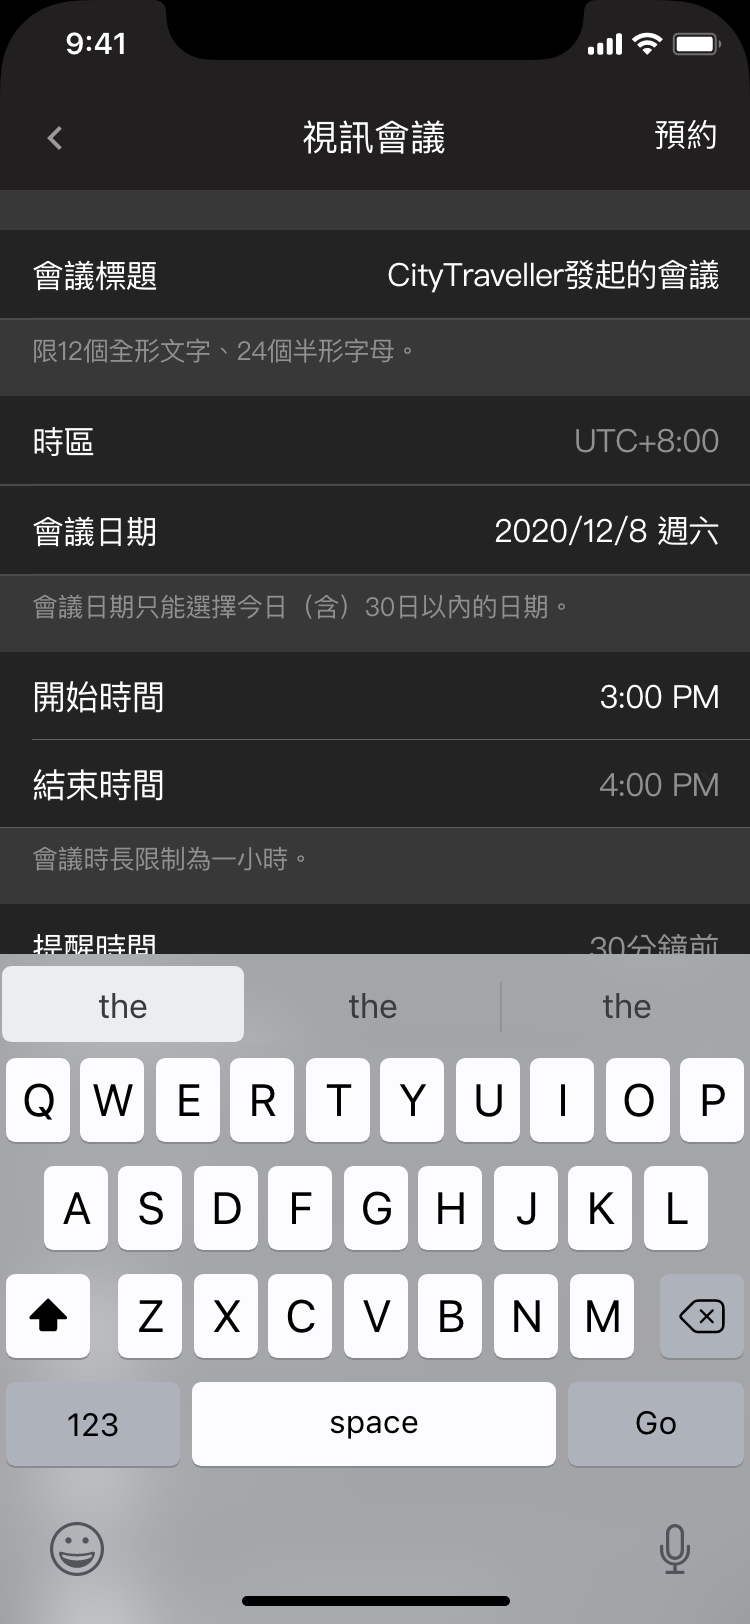 9:41
視訊會議
預約
會議標題 CityTraveller發起的會議
限12個全形文字、24個半形字母。
時區 UTC+8:00
會議日期 2020/12/8 週六
會議日期只能選擇今日（含）30日以內的日期。
開始時間 3:00 PM
結束時間 4:00 PM
會議時長限制為一小時。
提醒時間 30分鐘前
the the the
Q W E R T Y U I O P
A S D F G H J K L
Z X C V B N M
123 space Go